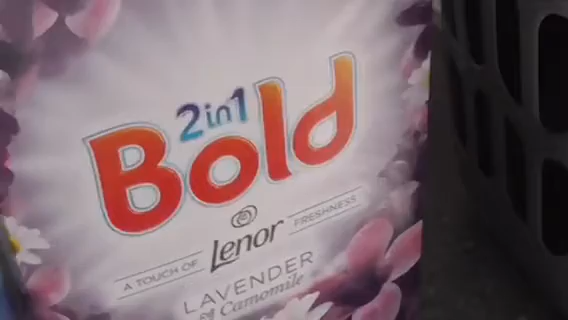 2in1
Bold
Lenor
A TOUCH OF FRESHNESS
LAVENDER
& Camomile